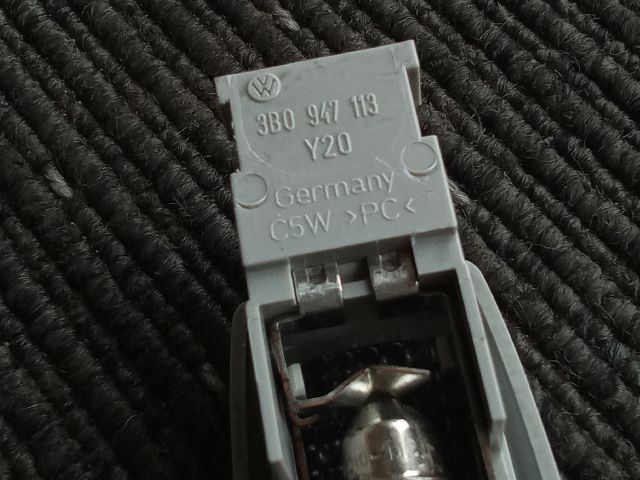 VW
3B0 947 113
Y20
Germany
C5W >PC<